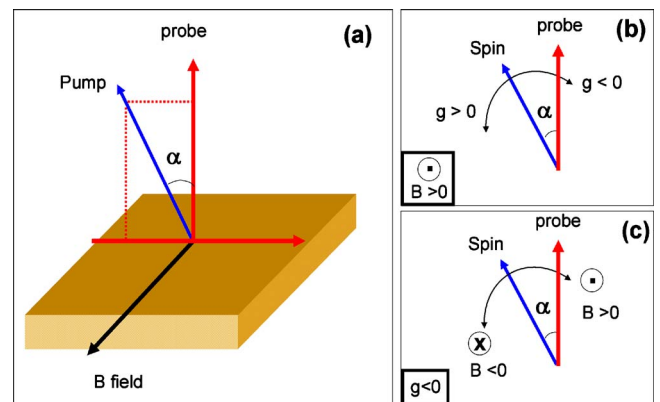 (a)
probe
Pump
α
B field
(b)
probe
Spin
g < 0
g > 0
α
B >0
(c)
probe
Spin
α
B >0
X
B <0
g<0